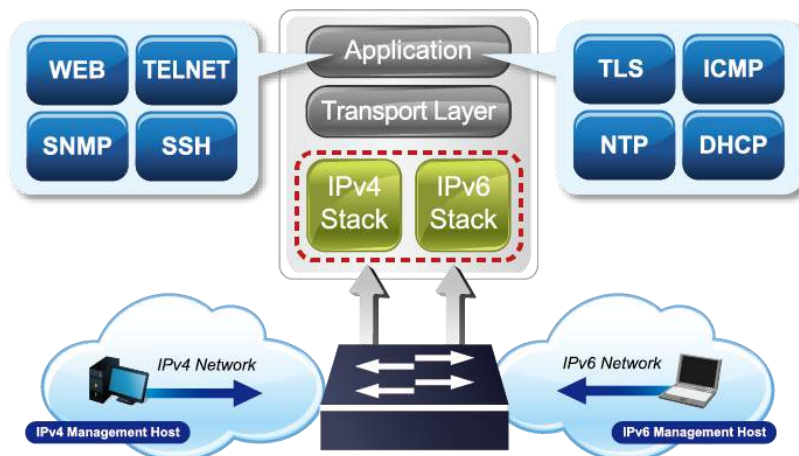 WEB
TELNET
SNMP
SSH
Application
Transport Layer
IPv4
Stack
IPv6
Stack
TLS
ICMP
NTP
DHCP
IPv4 Network
IPv4 Management Host
IPv6 Network
IPv6 Management Host